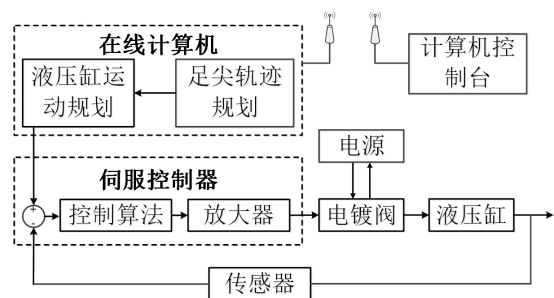 在线计算机
液压缸运
动规划
足尖轨迹
规划
计算机控
制台
伺服控制器
电源
+
-
控制算法
放大器
电镀阀
液压缸
传感器